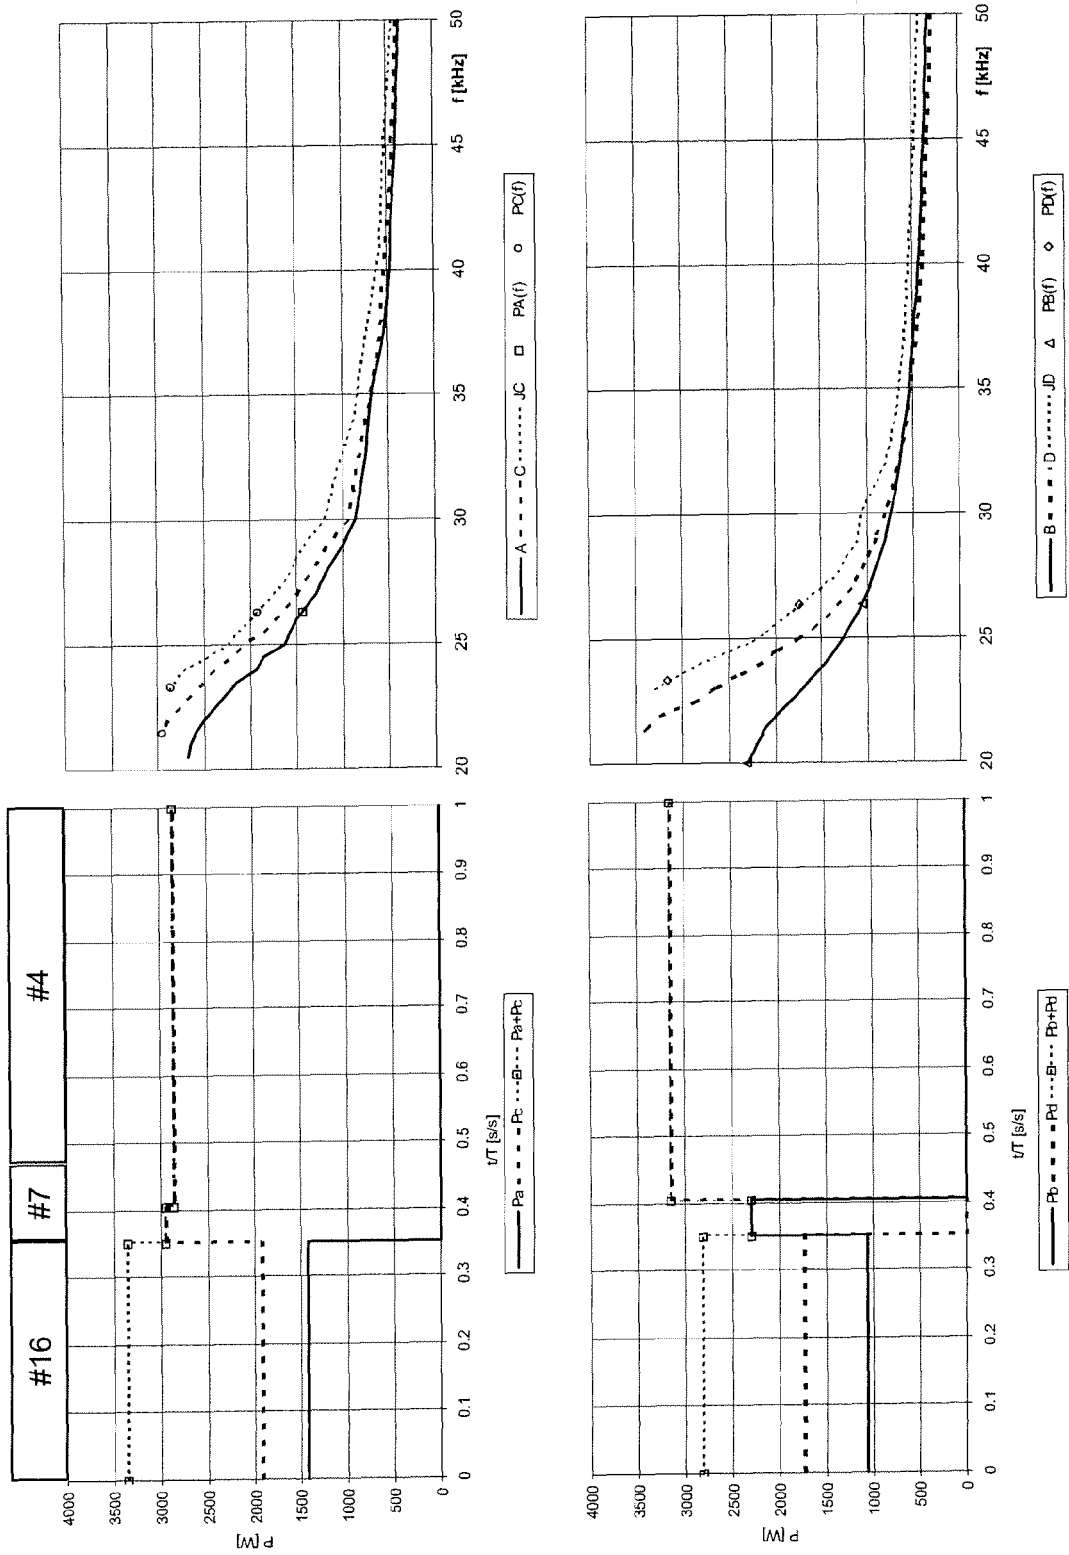 #16 #7 #4
4000
3500
3000
2500
2000
1500
1000
500
P [W]
0 0.1 0.2 0.3 0.4 0.5 0.6 0.7 0.8 0.9 1
t/T [s/s]
Pa Pc Pa+Pc
20 25 30 35 40 45 50
f [kHz]
A C JC PA(f) PC(f)
4000
3500
3000
2500
2000
1500
1000
500
P [W]
0 0.1 0.2 0.3 0.4 0.5 0.6 0.7 0.8 0.9 1
t/T [s/s]
Pb Pd Pb+Pd
20 25 30 35 40 45 50
f [kHz]
B D JD PB(f) PD(f)